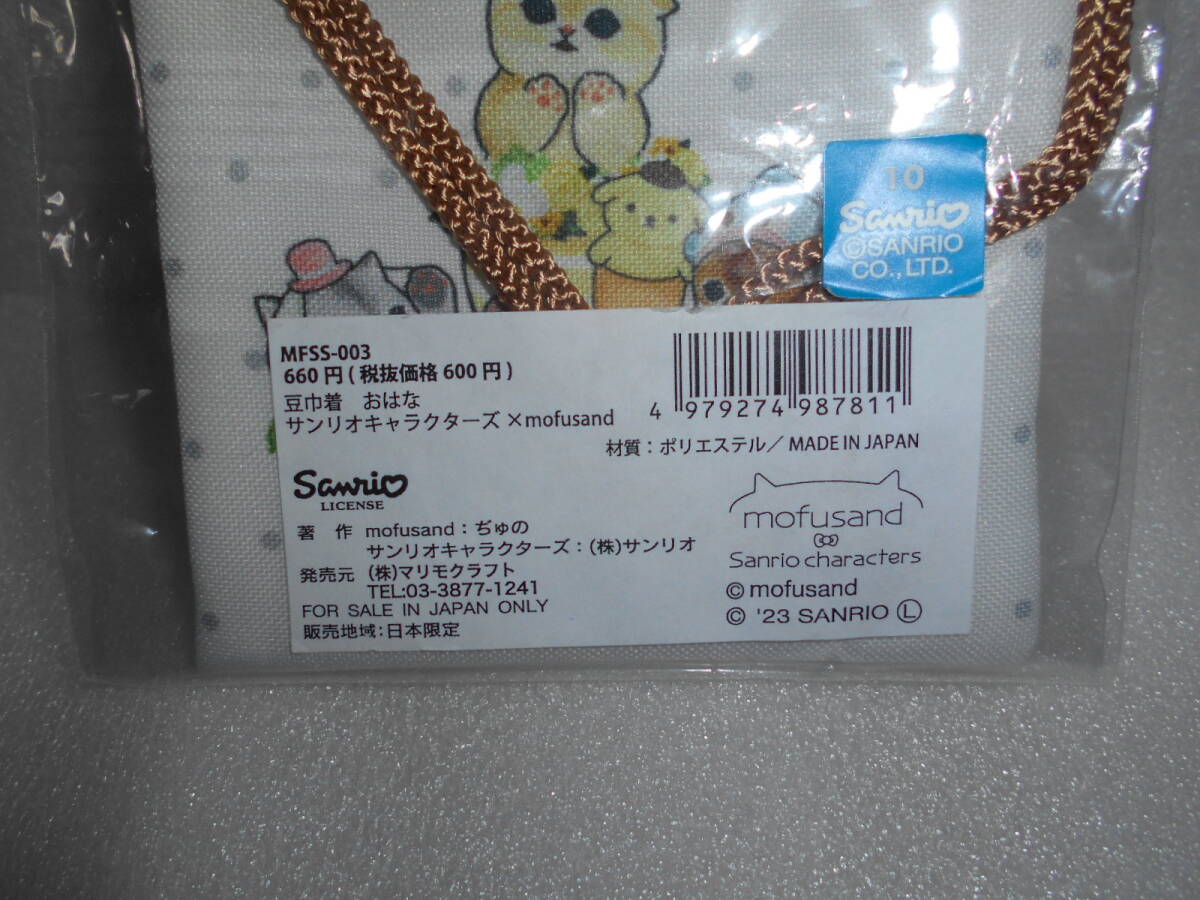 10
Sanrio
©SANRIO
CO.,LTD.
MFSS-003
660円(税抜価格600円)
豆巾着　おはな
サンリオキャラクターズ×mofusand
4 979274 987811
材質：ポリエステル／MADE IN JAPAN
Sanrio
LICENSE
著　作　mofusand：ぢゅの
サンリオキャラクターズ：(株)サンリオ
発売元　(株)マリモクラフト
TEL:03-3877-1241
FOR SALE IN JAPAN ONLY
販売地域:日本限定
mofusand
Sanrio characters
© mofusand
© '23 SANRIO Ⓛ